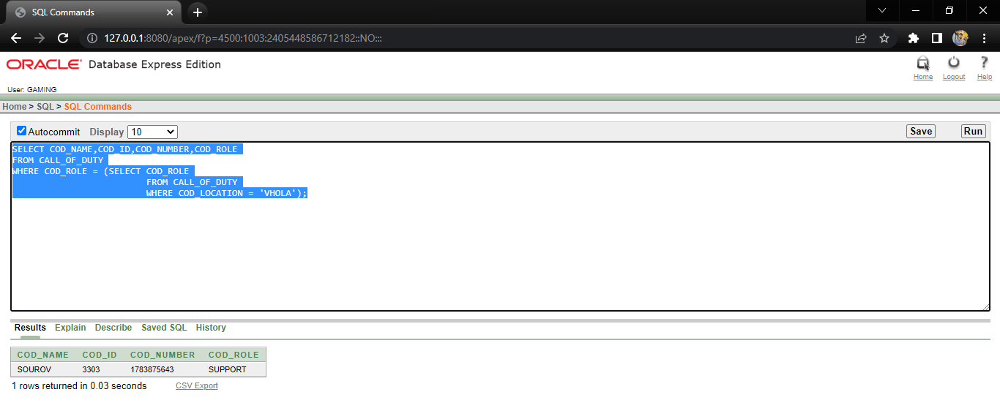 SQL Commands
127.0.0.1:8080/apex/f?p=4500:1003:2405448586712182::NO:::
ORACLE Database Express Edition
Home Logout Help
User: GAMING
Home > SQL > SQL Commands
Autocommit Display 10 Save Run
SELECT COD_NAME,COD_ID,COD_NUMBER,COD_ROLE
FROM CALL_OF_DUTY
WHERE COD_ROLE = (SELECT COD_ROLE
FROM CALL_OF_DUTY
WHERE COD_LOCATION = 'VHOLA');
Results Explain Describe Saved SQL History
COD_NAME COD_ID COD_NUMBER COD_ROLE
SOUROV 3303 1783875643 SUPPORT
1 rows returned in 0.03 seconds CSV Export